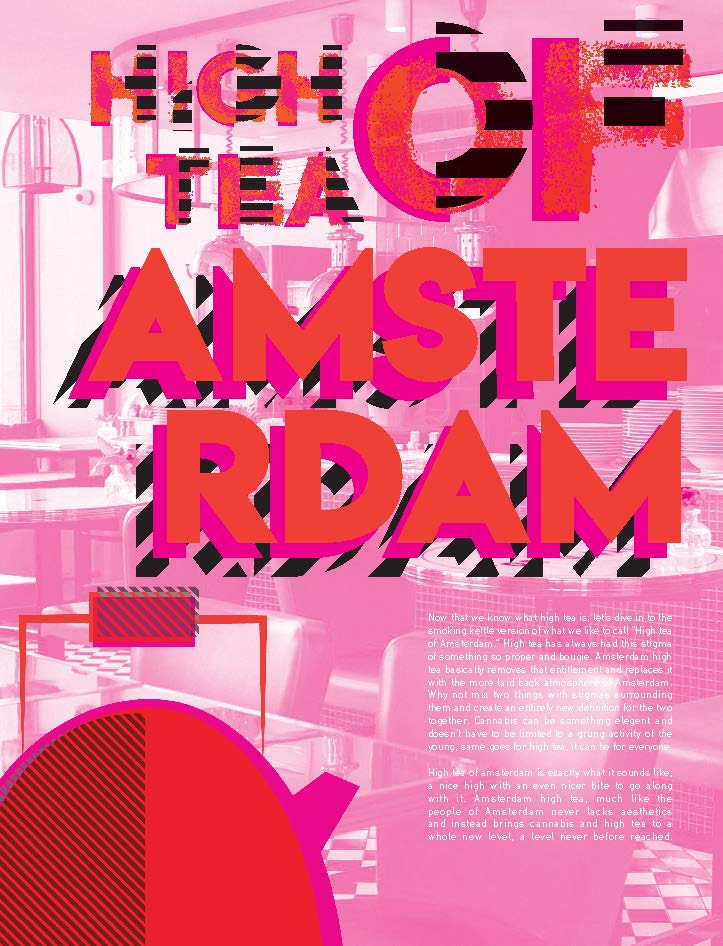 HIGH
TEA
OF
AMSTE
RDAM
Now that we know what high tea is, let's dive in to the
smoking kettle version of what we like to call "High tea
of Amsterdam." High tea has always had this stigma
of something so proper and bougie. Amsterdam high
tea basically removes that entitlement and replaces it
with the more laid back atmosphere of Amsterdam.
Why not mix two things with stigmas surrounding
them and create an entirely new definition for the two
together. Cannabis can be something elegent and
doesn't have to be limited to a grung activity of the
young, same goes for high tea, it can be for everyone.
High tea of amsterdam is exactly what it sounds like,
a nice high with an even nicer bite to go along
with it. Amsterdam high tea, much like the
people of Amsterdam never lacks aesthetics
and instead brings cannabis and high tea to a
whole new level, a level never before reached.